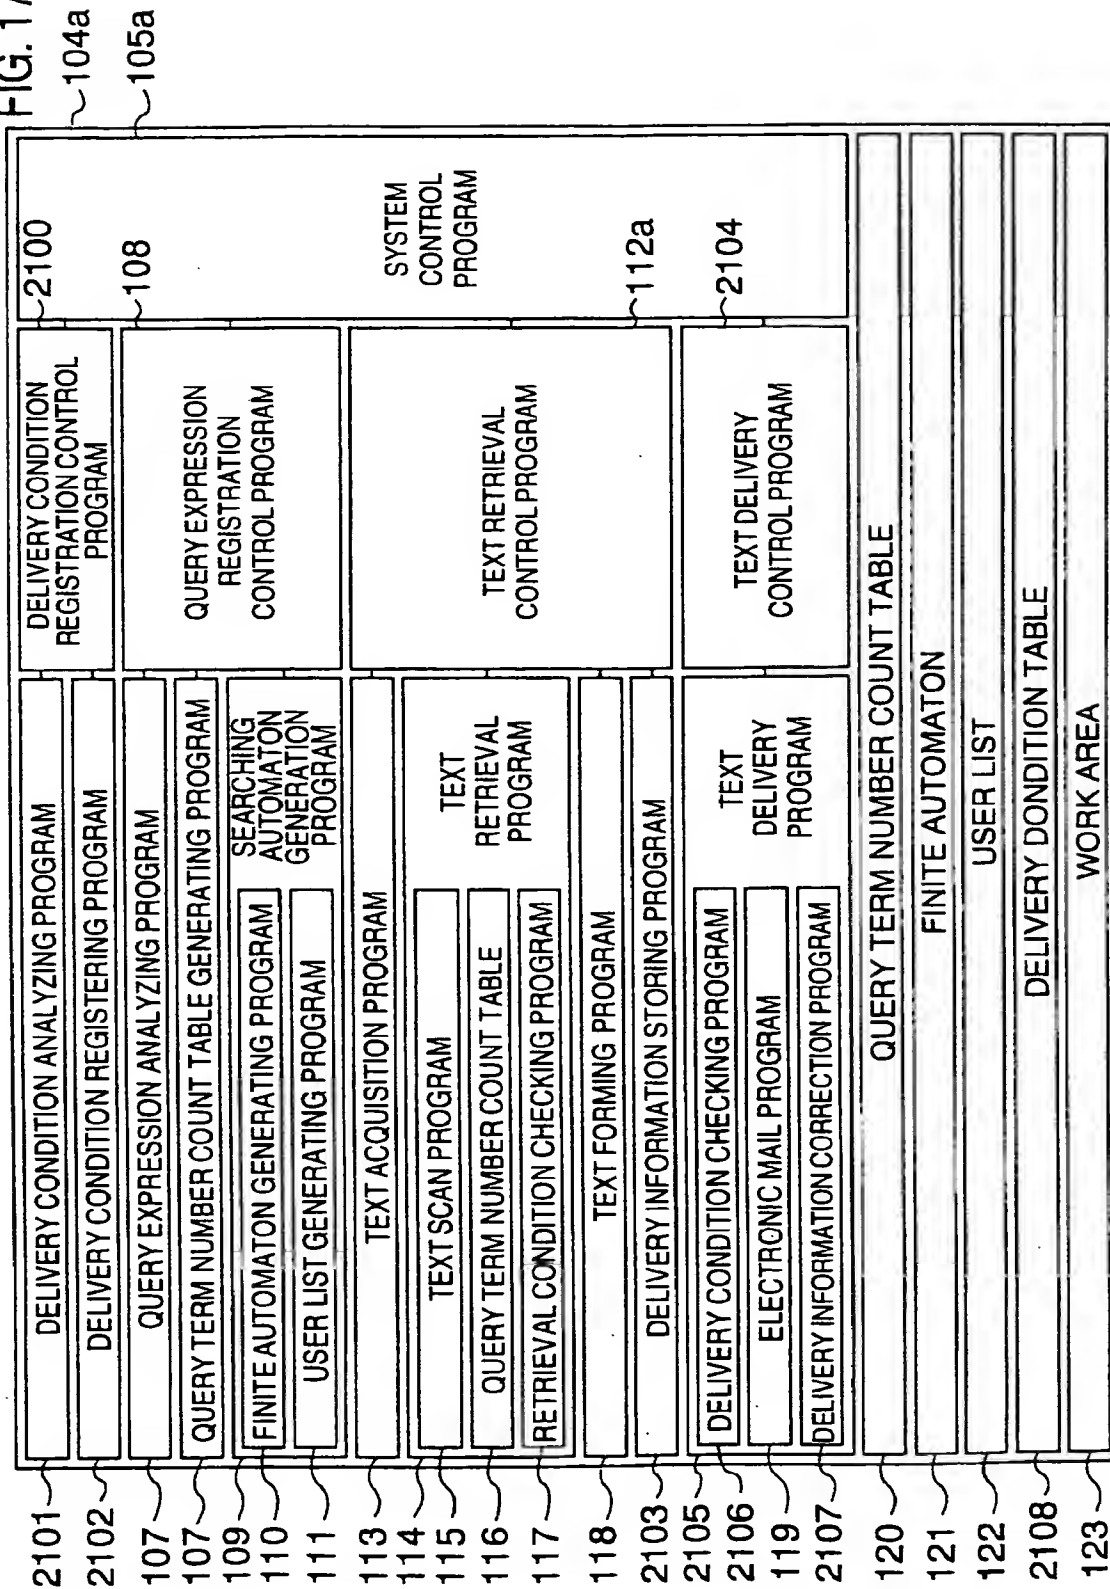 FIG. 17
104a
105a
2101
DELIVERY CONDITION ANALYZING PROGRAM
2102
DELIVERY CONDITION REGISTERING PROGRAM
DELIVERY CONDITION
REGISTRATION CONTROL
PROGRAM
2100
107
QUERY EXPRESSION ANALYZING PROGRAM
107
QUERY TERM NUMBER COUNT TABLE GENERATING PROGRAM
109
110
FINITE AUTOMATON GENERATING PROGRAM
111
USER LIST GENERATING PROGRAM
SEARCHING
AUTOMATON
GENERATION
PROGRAM
QUERY EXPRESSION
REGISTRATION
CONTROL PROGRAM
108
113
TEXT ACQUISITION PROGRAM
114
115
TEXT SCAN PROGRAM
116
QUERY TERM NUMBER COUNT TABLE
117
RETRIEVAL CONDITION CHECKING PROGRAM
TEXT
RETRIEVAL
PROGRAM
118
TEXT FORMING PROGRAM
2103
DELIVERY INFORMATION STORING PROGRAM
TEXT RETRIEVAL
CONTROL PROGRAM
112a
SYSTEM
CONTROL
PROGRAM
2105
2106
DELIVERY CONDITION CHECKING PROGRAM
119
ELECTRONIC MAIL PROGRAM
2107
DELIVERY INFORMATION CORRECTION PROGRAM
TEXT
DELIVERY
PROGRAM
TEXT DELIVERY
CONTROL PROGRAM
2104
120
QUERY TERM NUMBER COUNT TABLE
121
FINITE AUTOMATON
122
USER LIST
2108
DELIVERY DONDITION TABLE
123
WORK AREA